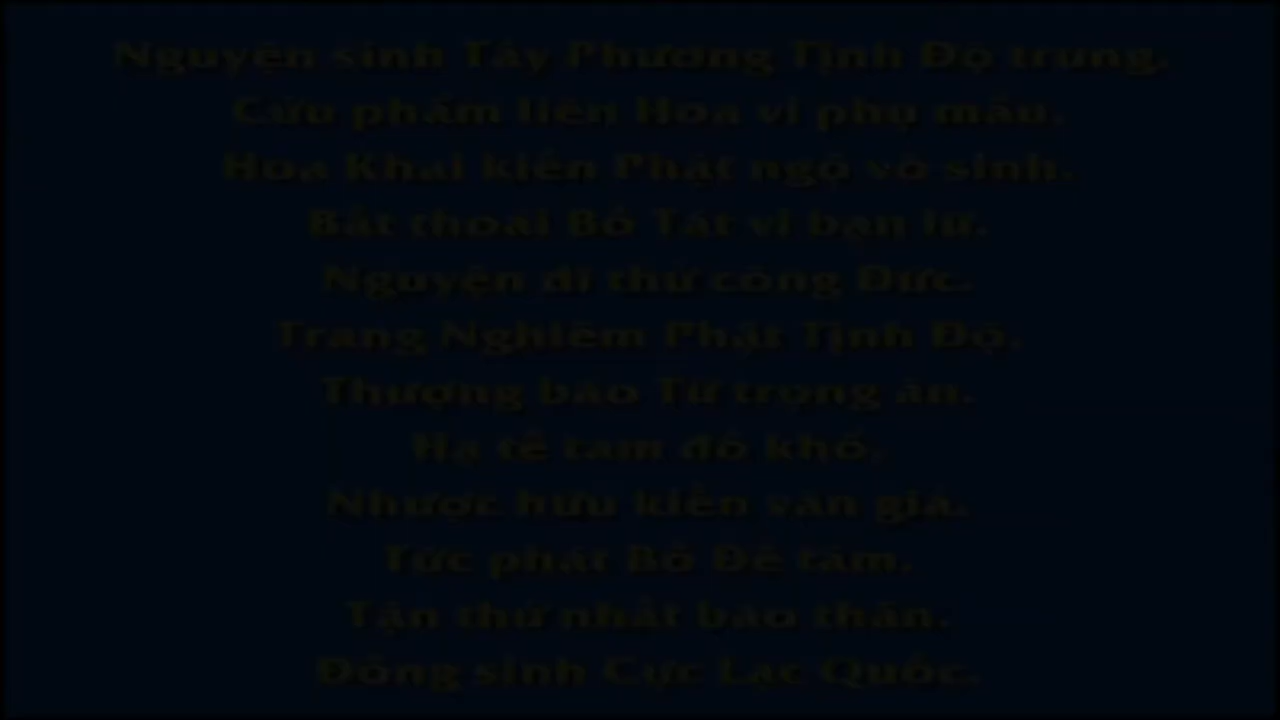 Nguyện sinh Tây Phương Tịnh Độ trung.
Cửu phẩm liên Hoa vi phụ mẫu.
Hoa Khai kiến Phật ngộ vô sinh.
Bất thoái Bồ Tát vi bạn lữ.
Nguyện dĩ thử công Đức.
Trang Nghiêm Phật Tịnh Độ.
Thượng báo Tứ trọng ân.
Hạ tế tam đồ khổ.
Nhược hữu kiến văn giả.
Tức phát Bồ Đề tâm.
Tận thử nhất báo thân.
Đồng sinh Cực Lạc Quốc.